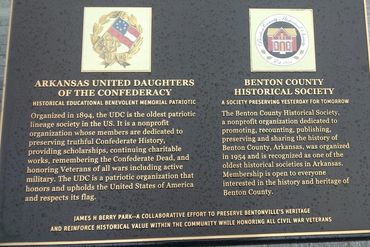 ARKANSAS UNITED DAUGHTERS
OF THE CONFEDERACY
HISTORICAL EDUCATIONAL BENEVOLENT MEMORIAL PATRIOTIC
Organized in 1894, the UDC is the oldest patriotic
lineage society in the US. It is a nonprofit
organization whose members are dedicated to
preserving truthful Confederate History,
providing scholarships, continuing charitable
works, remembering the Confederate Dead, and
honoring Veterans of all wars including active
military. The UDC is a patriotic organization that
honors and upholds the United States of America
and respects its flag.
BENTON COUNTY
HISTORICAL SOCIETY
A SOCIETY PRESERVING YESTERDAY FOR TOMORROW
The Benton County Historical Society,
a nonprofit organization dedicated to
promoting, recounting, publishing,
preserving and sharing the history of
Benton County, Arkansas, was organized
in 1954 and is recognized as one of the
oldest historical societies in Arkansas.
Membership is open to everyone
interested in the history and heritage of
Benton County.
JAMES H BERRY PARK–A COLLABORATIVE EFFORT TO PRESERVE BENTONVILLE'S HERITAGE
AND REINFORCE HISTORICAL VALUE WITHIN THE COMMUNITY WHILE HONORING ALL CIVIL WAR VETERANS